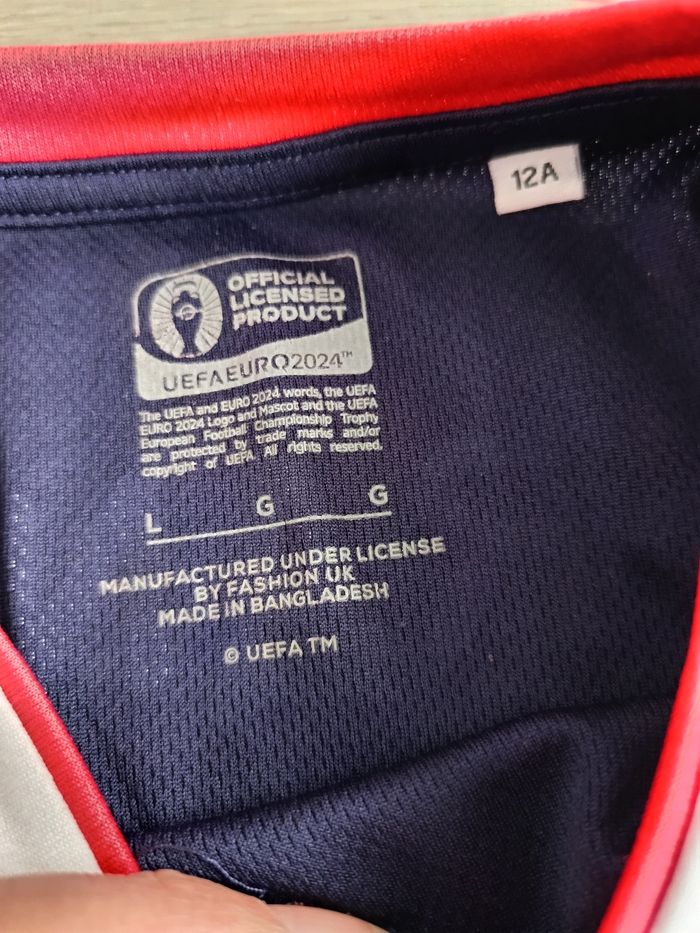 12A
OFFICIAL
LICENSED
PRODUCT
UEFAEURO2024™
The UEFA and EURO 2024 words, the UEFA
EURO 2024 Logo and Mascot and the UEFA
European Football Championship Trophy
are protected by trade marks and/or
copyright of UEFA. All rights reserved.
L G G
MANUFACTURED UNDER LICENSE
BY FASHION UK
MADE IN BANGLADESH
© UEFA TM